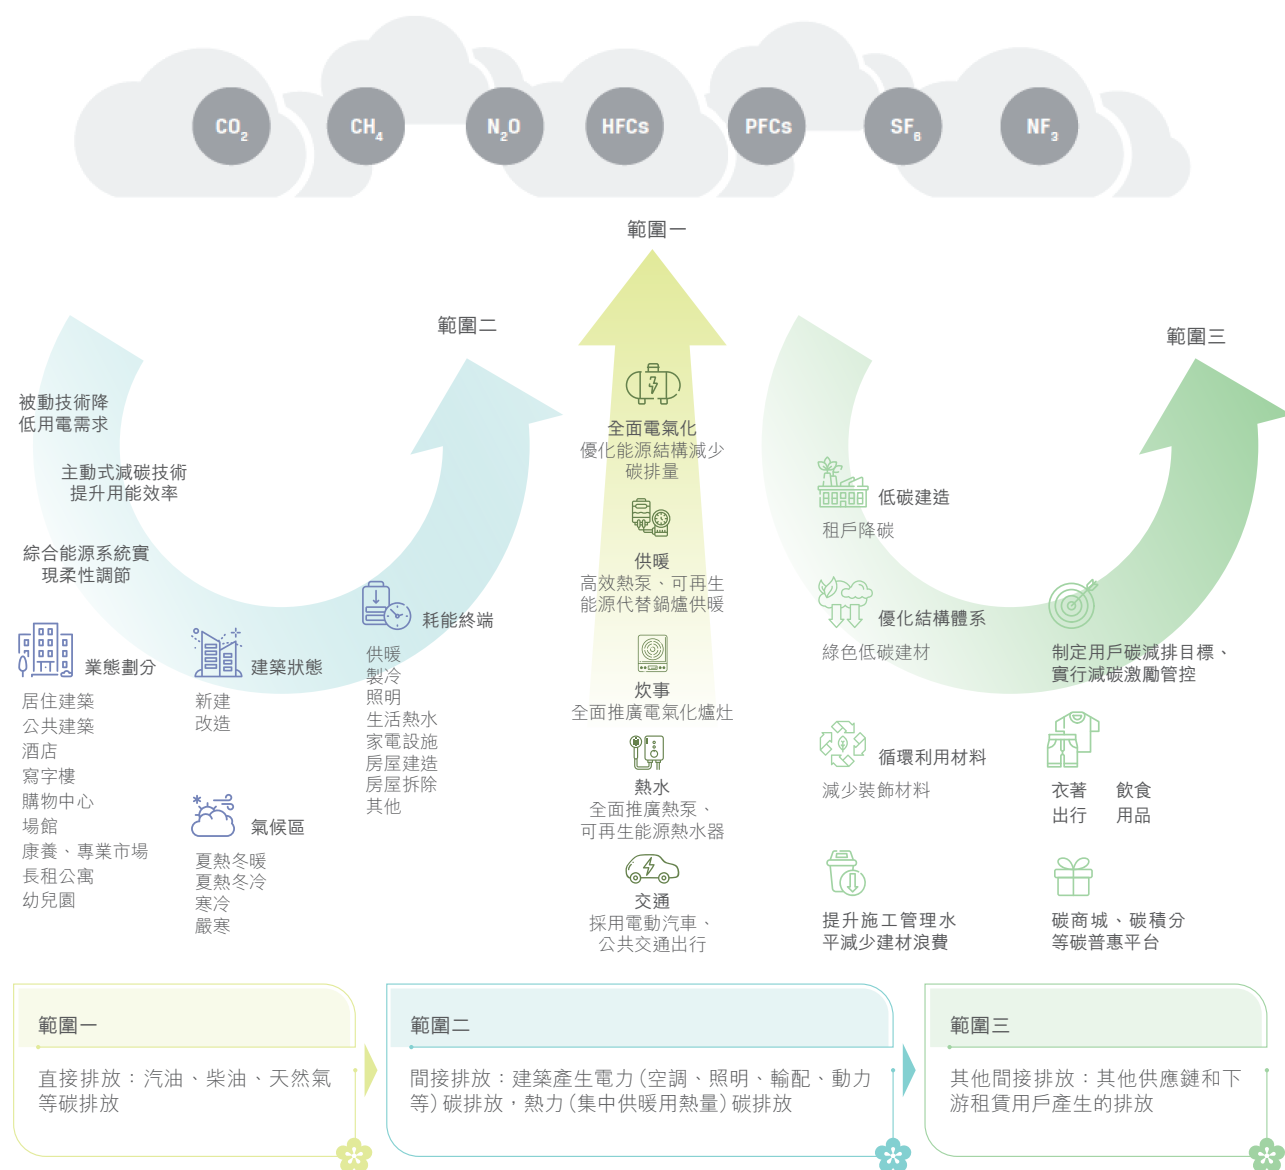 CO₂
CH₄
N₂O
HFCs
PFCs
SF₆
NF₃
範圍二
被動技術降
低用電需求
主動式減碳技術
提升用能效率
綜合能源系統實
現柔性調節
業態劃分
居住建築
公共建築
酒店
寫字樓
購物中心
場館
康養、專業市場
長租公寓
幼兒園
建築狀態
新建
改造
氣候區
夏熱冬暖
夏熱冬冷
寒冷
嚴寒
耗能終端
供暖
製冷
照明
生活熱水
家電設施
房屋建造
房屋拆除
其他
範圍一
全面電氣化
優化能源結構減少
碳排量
供暖
高效熱泵、可再生
能源代替鍋爐供暖
炊事
全面推廣電氣化爐灶
熱水
全面推廣熱泵、
可再生能源熱水器
交通
採用電動汽車、
公共交通出行
範圍三
低碳建造
租戶降碳
優化結構體系
綠色低碳建材
循環利用材料
減少裝飾材料
提升施工管理水
平減少建材浪費
制定用戶碳減排目標、
實行減碳激勵管控
衣著 飲食
出行 用品
碳商城、碳積分
等碳普惠平台
範圍一
直接排放：汽油、柴油、天然氣
等碳排放
範圍二
間接排放：建築產生電力（空調、照明、輸配、動力
等）碳排放，熱力（集中供暖用熱量）碳排放
範圍三
其他間接排放：其他供應鏈和下
游租賃用戶產生的排放